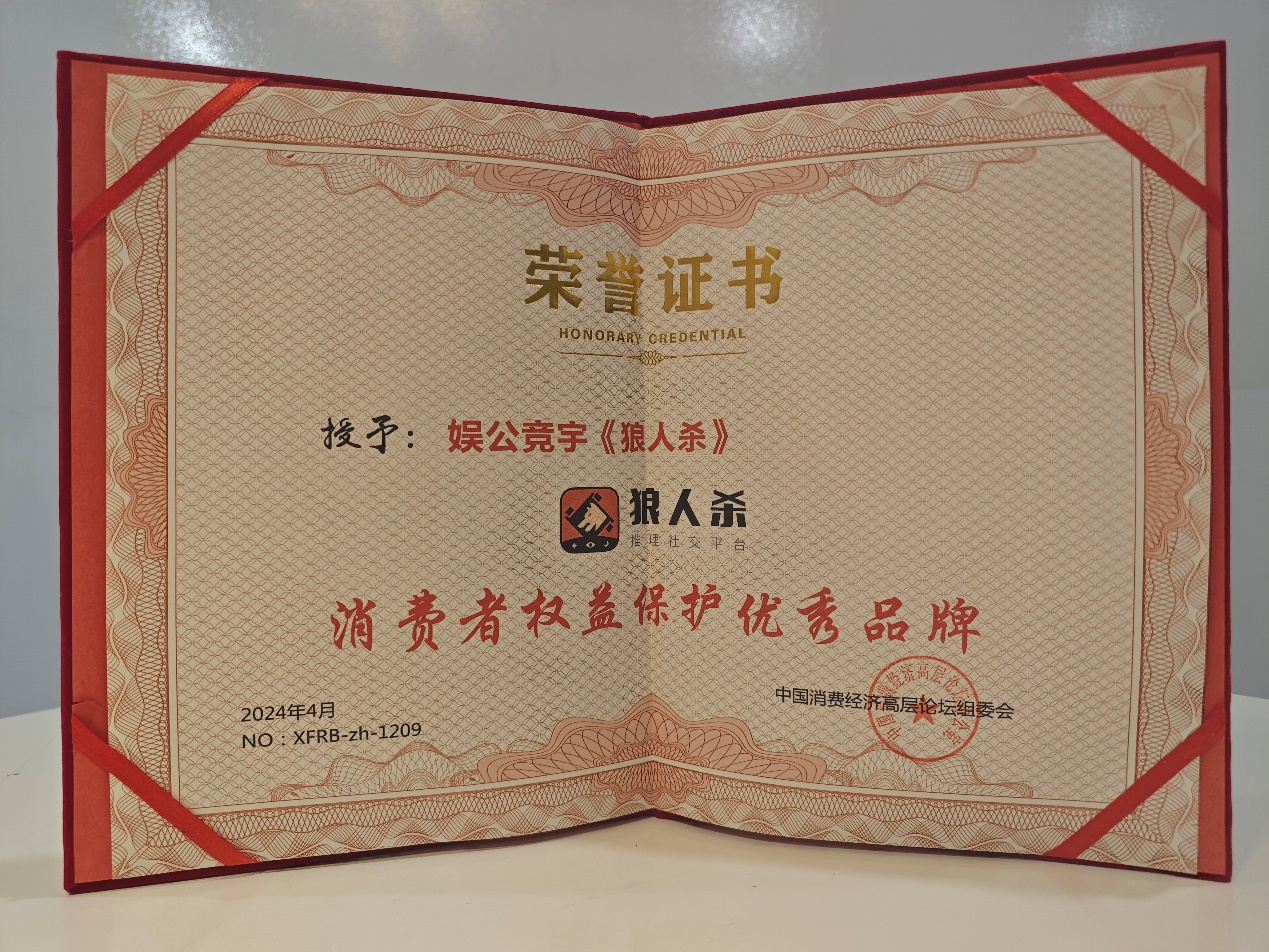 荣誉证书
HONORARY CREDENTIAL
授予：娱公竞宇《狼人杀》
狼人杀
推理社交平台
消费者权益保护优秀品牌
2024年4月
NO：XFRB-zh-1209
中国消费经济高层论坛组委会